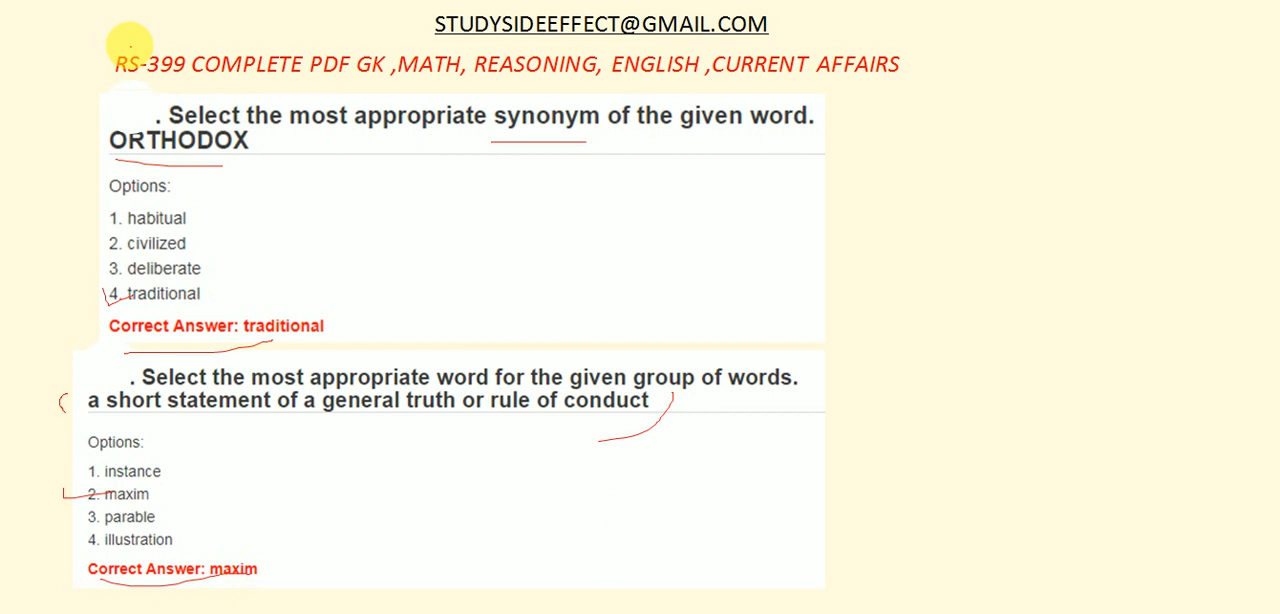 STUDYSIDEEFFECT@GMAIL.COM
RS-399 COMPLETE PDF GK ,MATH, REASONING, ENGLISH ,CURRENT AFFAIRS
. Select the most appropriate synonym of the given word.
ORTHODOX
Options:
1. habitual
2. civilized
3. deliberate
4. traditional
Correct Answer: traditional
. Select the most appropriate word for the given group of words.
a short statement of a general truth or rule of conduct
Options:
1. instance
2. maxim
3. parable
4. illustration
Correct Answer: maxim